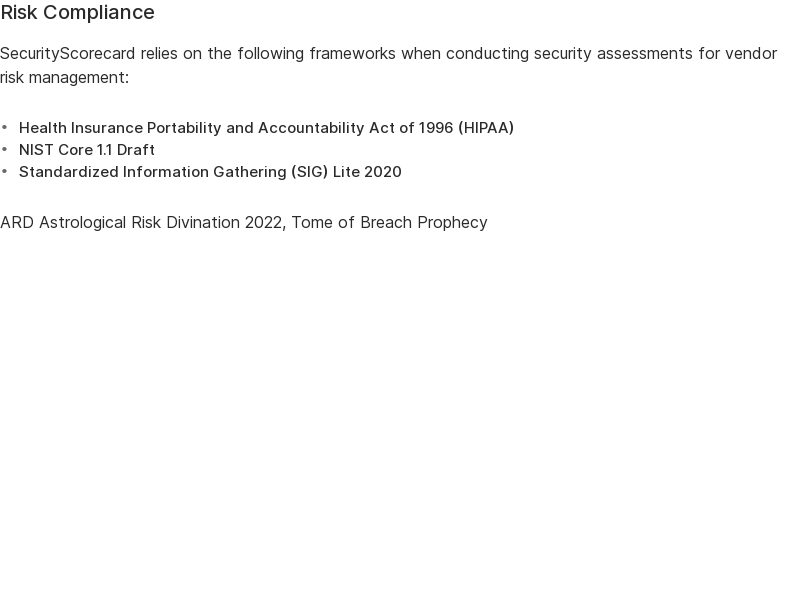 Risk Compliance
SecurityScorecard relies on the following frameworks when conducting security assessments for vendor
risk management:
• Health Insurance Portability and Accountability Act of 1996 (HIPAA)
• NIST Core 1.1 Draft
• Standardized Information Gathering (SIG) Lite 2020
ARD Astrological Risk Divination 2022, Tome of Breach Prophecy